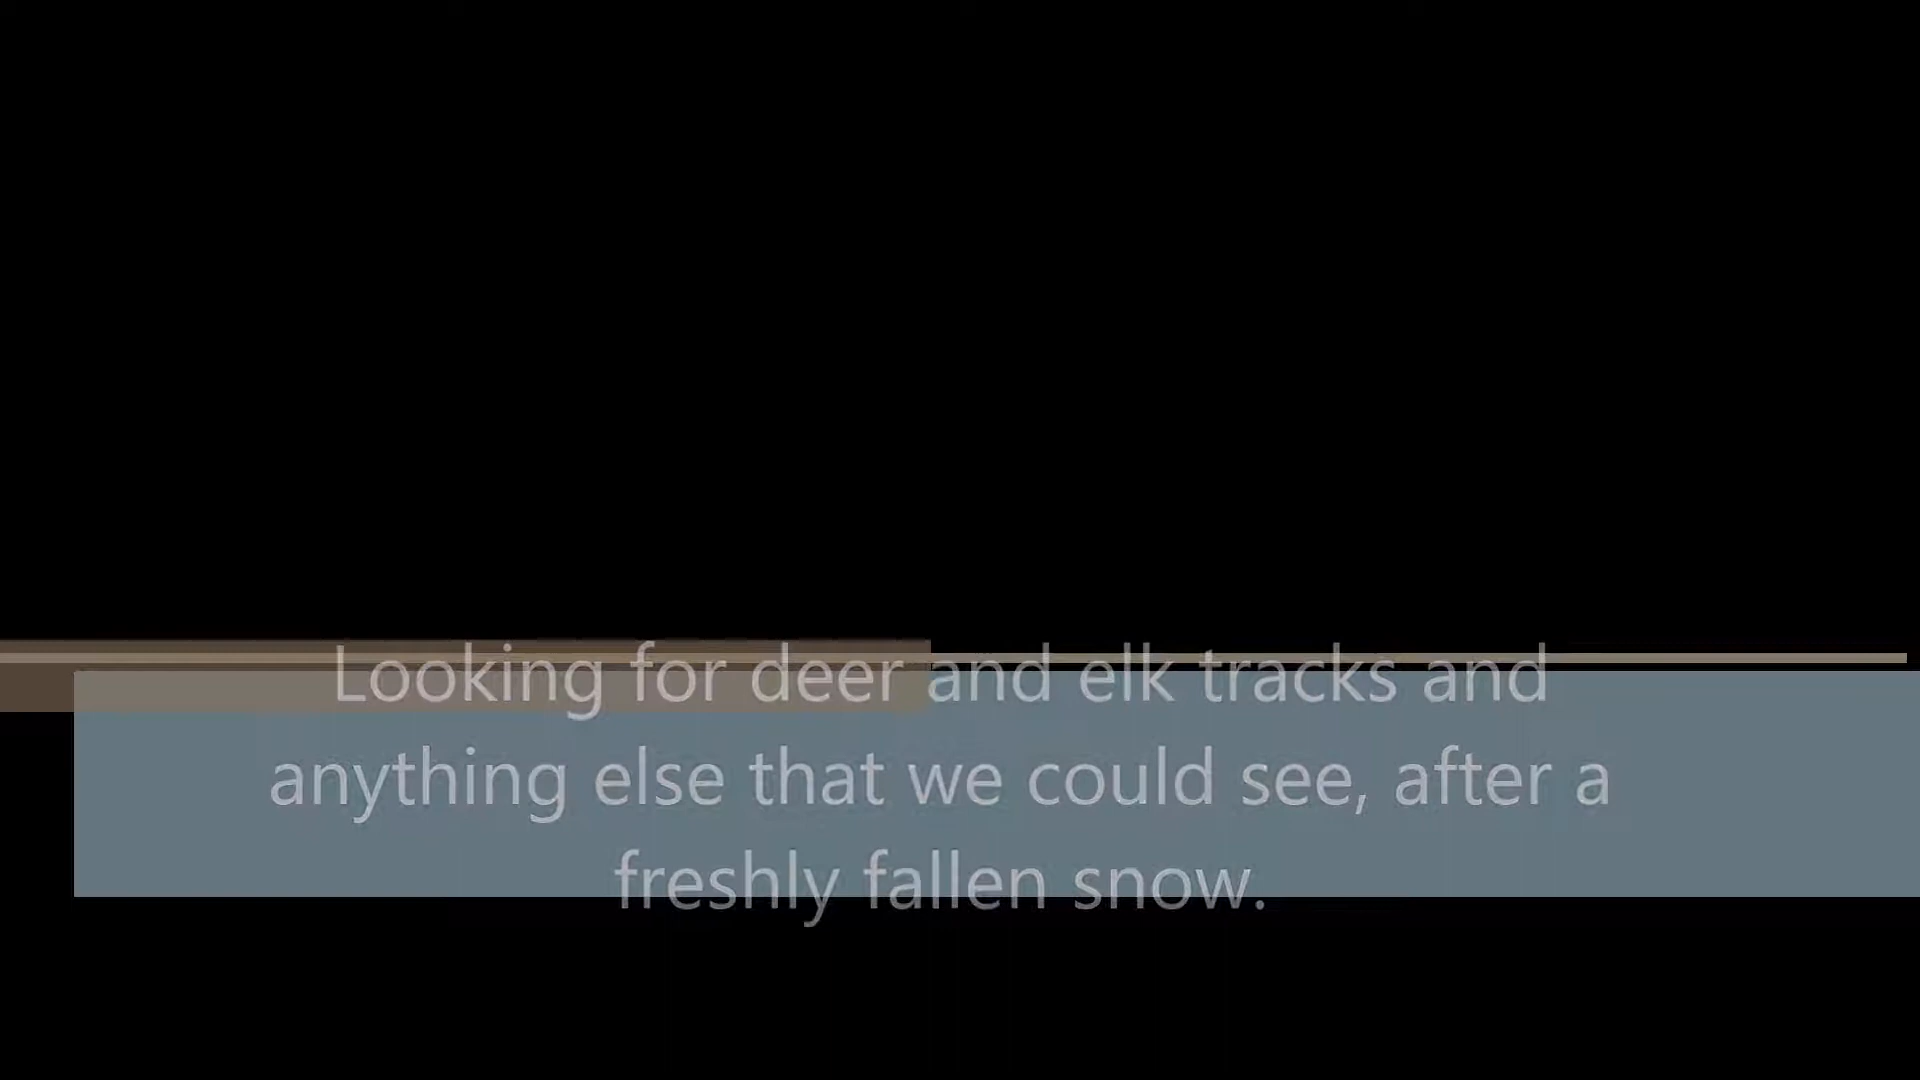 Looking for deer and elk tracks and
anything else that we could see, after a
freshly fallen snow.